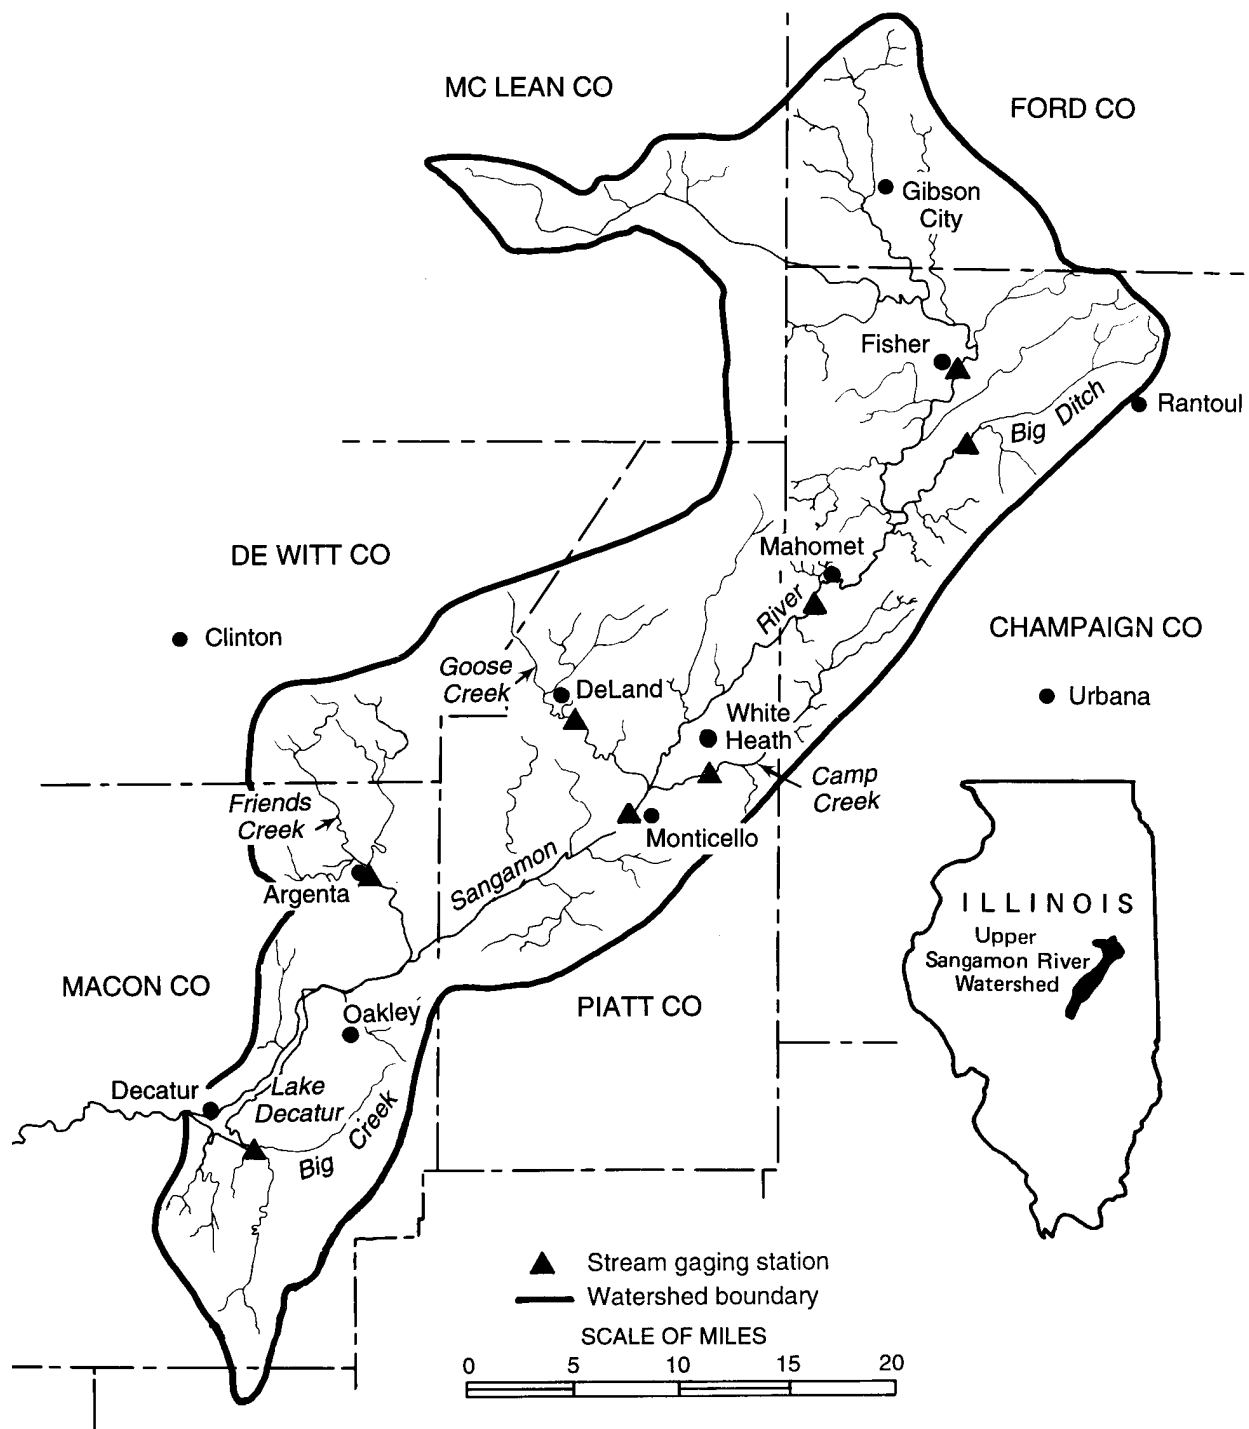 MC LEAN CO
FORD CO
Gibson
City
Fisher
Rantoul
Big Ditch
DE WITT CO
Mahomet
River
Clinton
CHAMPAIGN CO
Goose
Creek
DeLand
Urbana
White
Heath
Camp
Creek
Friends
Creek
Monticello
Argenta
Sangamon
ILLINOIS
Upper
Sangamon River
Watershed
MACON CO
PIATT CO
Oakley
Decatur
Lake
Decatur
Big Creek
Stream gaging station
Watershed boundary
SCALE OF MILES
0 5 10 15 20